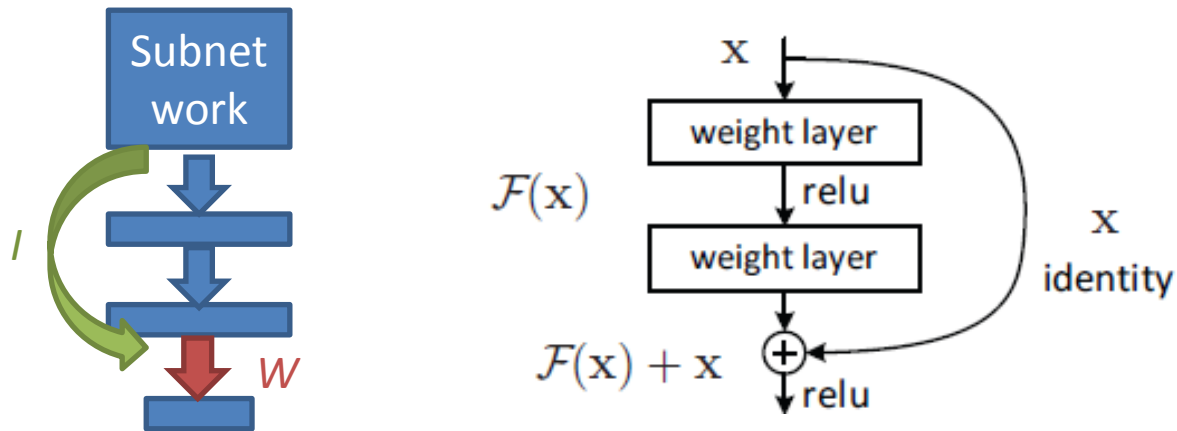 Subnet
work
I
W
x
weight layer
F(x)
relu
weight layer
x
identity
F(x) + x
+
relu